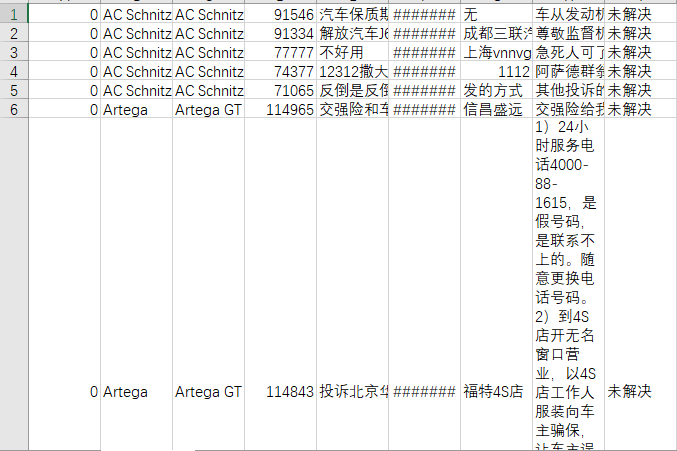 1 0 AC Schnitz AC Schnitz 91546 汽车保质期 ####### 无 车从发动机 未解决
2 0 AC Schnitz AC Schnitz 91334 解放汽车J6 ####### 成都三联汽 尊敬监督机 未解决
3 0 AC Schnitz AC Schnitz 77777 不好用 ####### 上海vnnvg 急死人可了 未解决
4 0 AC Schnitz AC Schnitz 74377 12312撒大 ####### 1112 阿萨德群 未解决
5 0 AC Schnitz AC Schnitz 71065 反倒是反倒 ####### 发的方式 其他投诉的 未解决
6 0 Artega Artega GT 114965 交强险和车 ####### 信昌盛远 交强险给我 未解决
1）24小
时服务电
话4000-
88-
1615，是
假号码，
是联系不
上的。随
意更换电
话号码。
2）到4S
店开无名
窗口营
业，以4S
0 Artega Artega GT 114843 投诉北京华 ####### 福特4S店 店工作人 未解决
服装向车
主骗保，
让车主误